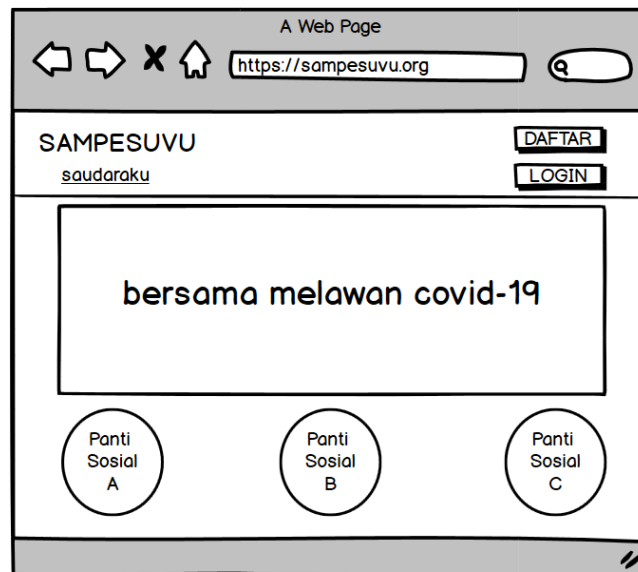 A Web Page
https://sampesuvu.org
SAMPESUVU
DAFTAR
saudaraku
LOGIN
bersama melawan covid-19
Panti
Sosial
A
Panti
Sosial
B
Panti
Sosial
C